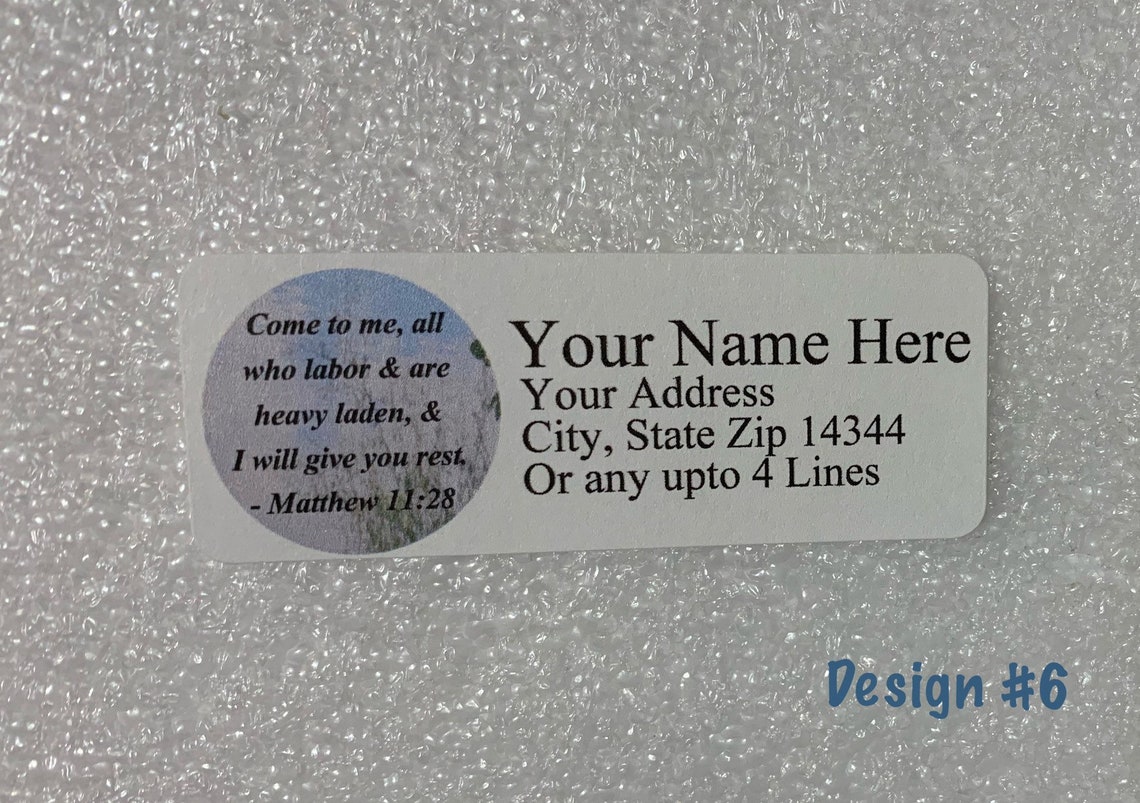 Come to me, all
who labor & are
heavy laden, &
I will give you rest.
- Matthew 11:28
Your Name Here
Your Address
City, State Zip 14344
Or any upto 4 Lines
Design #6